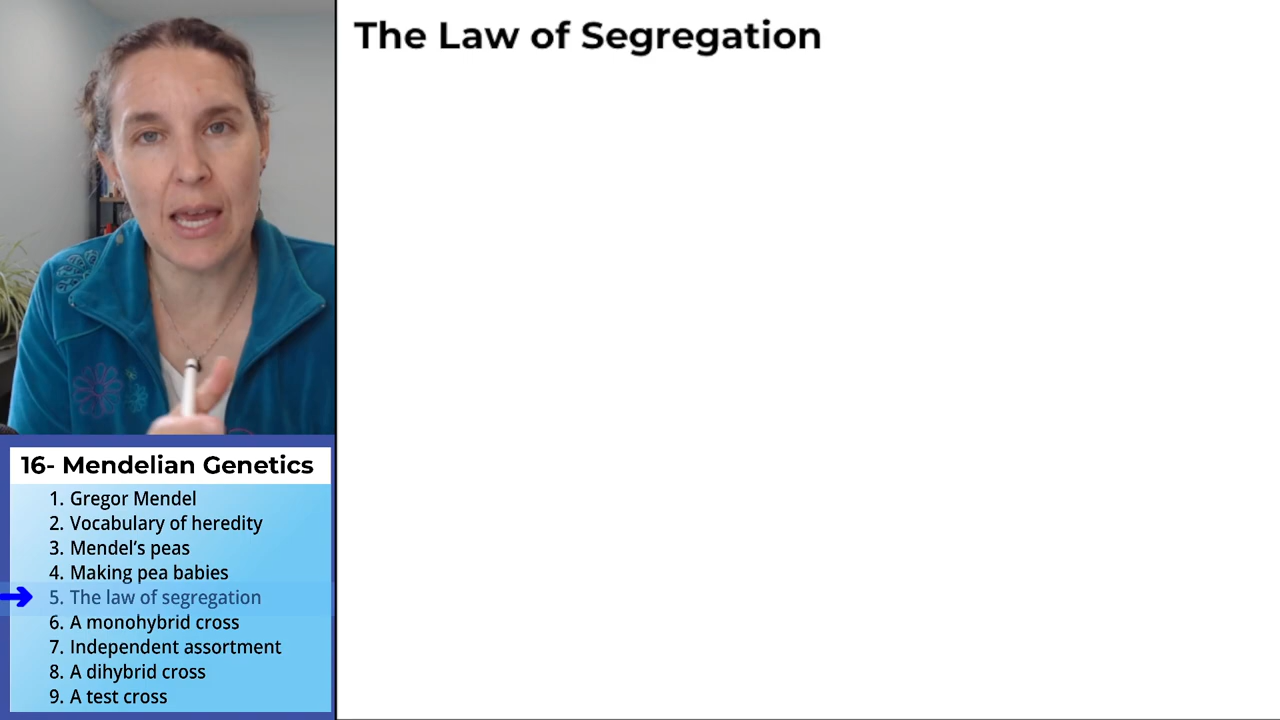 The Law of Segregation
16- Mendelian Genetics
1. Gregor Mendel
2. Vocabulary of heredity
3. Mendel’s peas
4. Making pea babies
5. The law of segregation
6. A monohybrid cross
7. Independent assortment
8. A dihybrid cross
9. A test cross